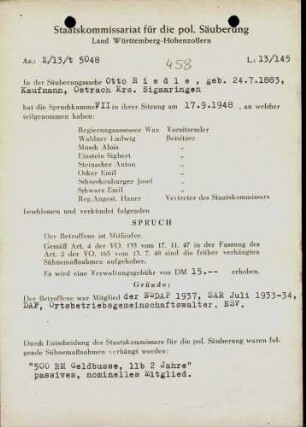 Staatskommissariat für die pol. Säuberung
Land Württemberg-Hohenzollern
Az.: Z/13/t 5048
L:13/145
458
In der Säuberungssache Otto Riedle, geb. 24.7.1883,
Kaufmann, Ostrach Krs. Sigmaringen
hat die Spruchkammer VII in ihrer Sitzung am 17.9.1948, an welcher
teilgenommen haben:
Regierungsassessor Wax Vorsitzender
Waldner Ludwig Beisitzer
Musch Alois "
Einstein Sigbert "
Steinacher Anton "
Osker Emil "
Schneckenburger Josef "
Schwarz Emil "
Reg.Angest. Hauer Vertreter des Staatskommissars
beschlossen und verkündet folgenden
SPRUCH
Der Betroffene ist Mitläufer.
Gemäß Art. 4 der VO. 133 vom 17. 11. 47 in der Fassung des
Art. 2 der VO. 165 vom 13. 7. 48 sind die früher verhängten
Sühnemaßnahmen aufgehoben.
Es wird eine Verwaltungsgebühr von DM 15.-- erhoben.
Gründe:
Der Betroffene war Mitglied der NSDAP 1937, SAR Juli 1933-34,
DAF, Ortsbetriebsgemeinschaftswalter, NSV.
Durch Entscheidung des Staatskommissars für die pol. Säuberung waren fol-
gende Sühnemaßnahmen verhängt worden:
"500 RM Geldbusse, 11b 2 Jahre"
passives, nominelles Mitglied.